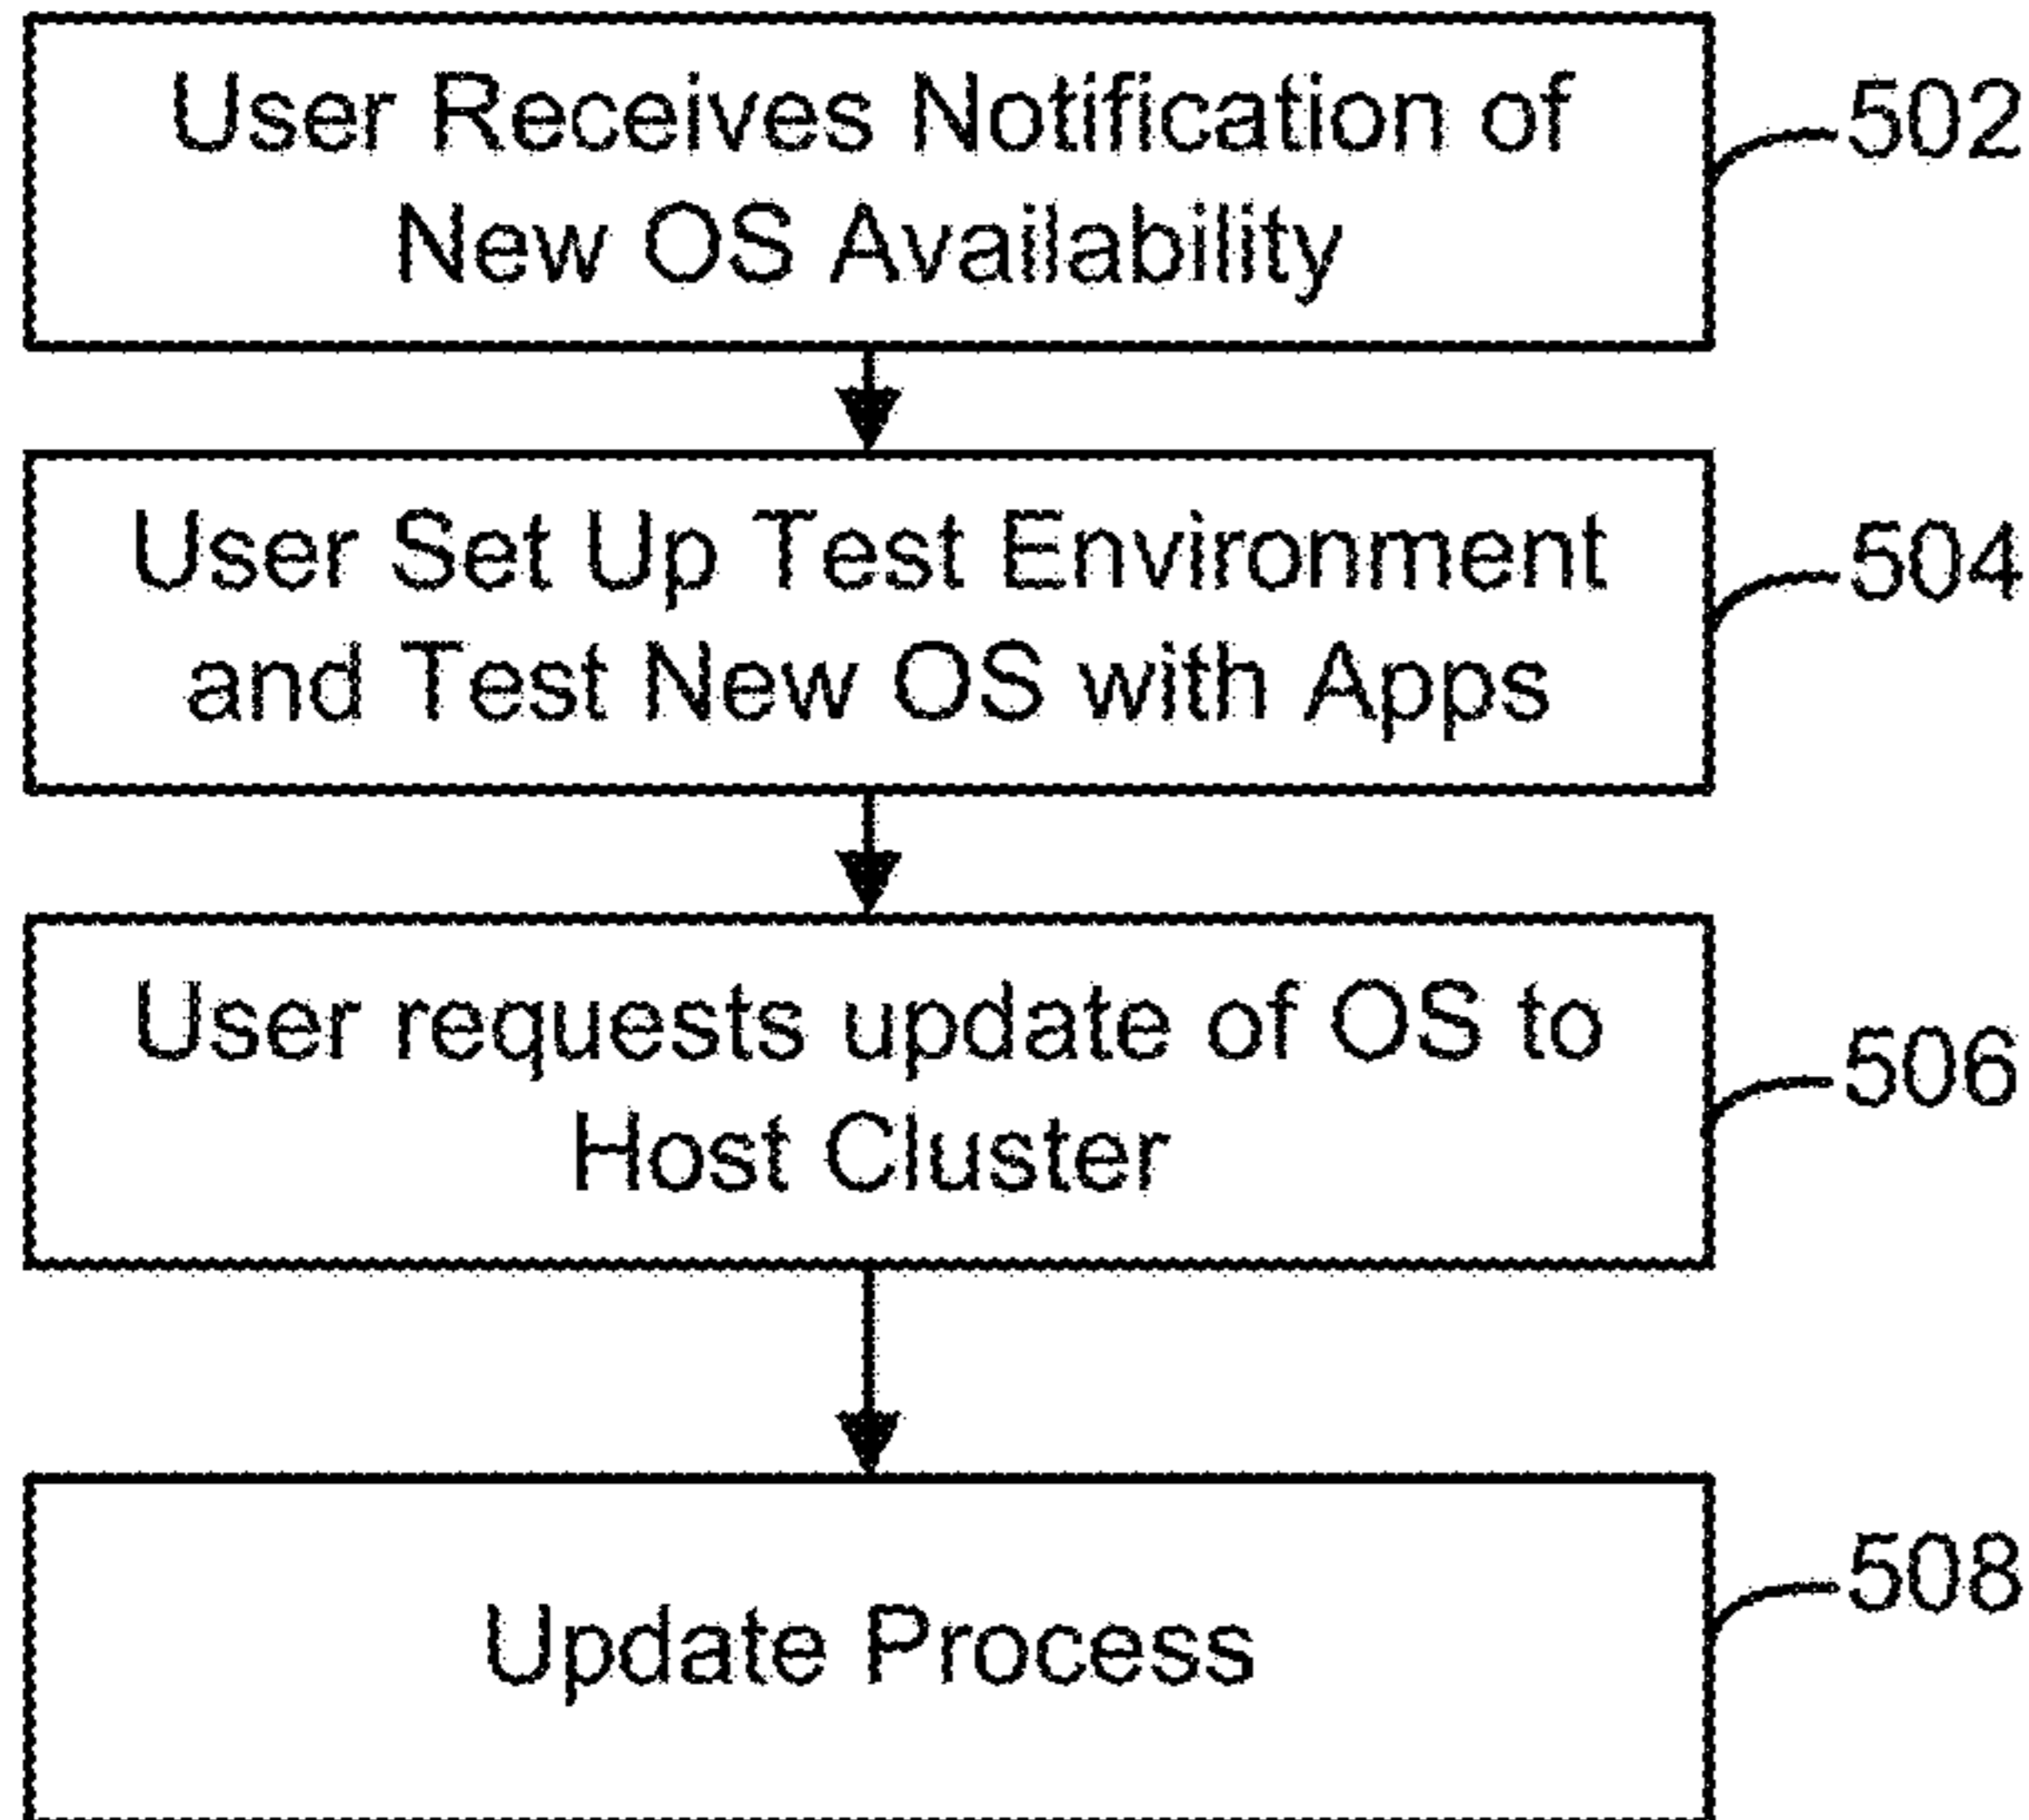 User Receives Notification of
New OS Availability
502
User Set Up Test Environment
and Test New OS with Apps
504
User requests update of OS to
Host Cluster
506
Update Process
508